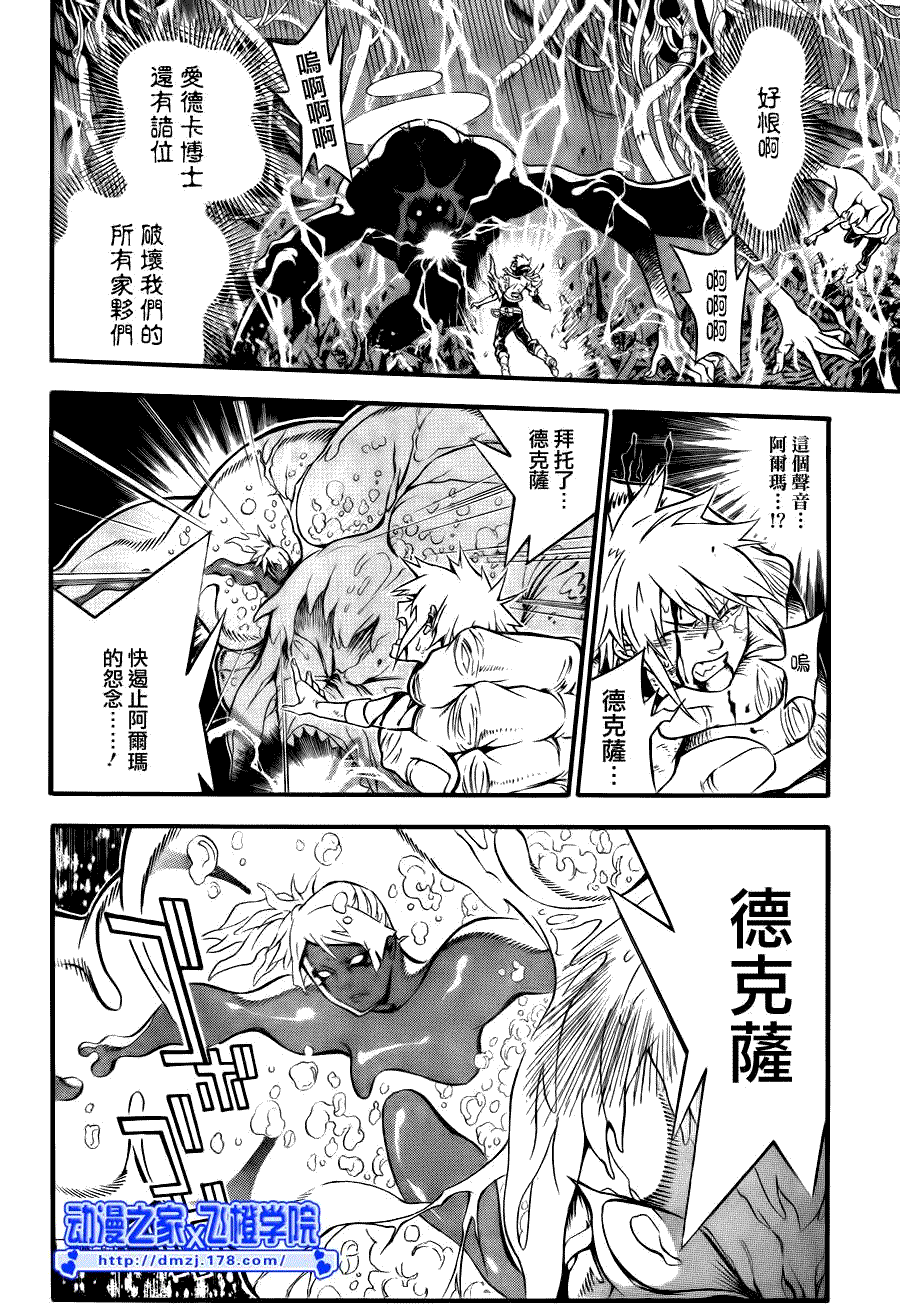 好恨啊
啊啊啊
嗚啊啊啊
愛德卡博士
還有諸位
破壞我們的
所有家夥們
這個聲音…
阿爾瑪…!?
嗚
德克薩…
拜托了…
德克薩
快遏止阿爾瑪
的怨念……!
德克薩
ゴゴゴ
动漫之家x飞橙学院
http://dmzj.178.com/